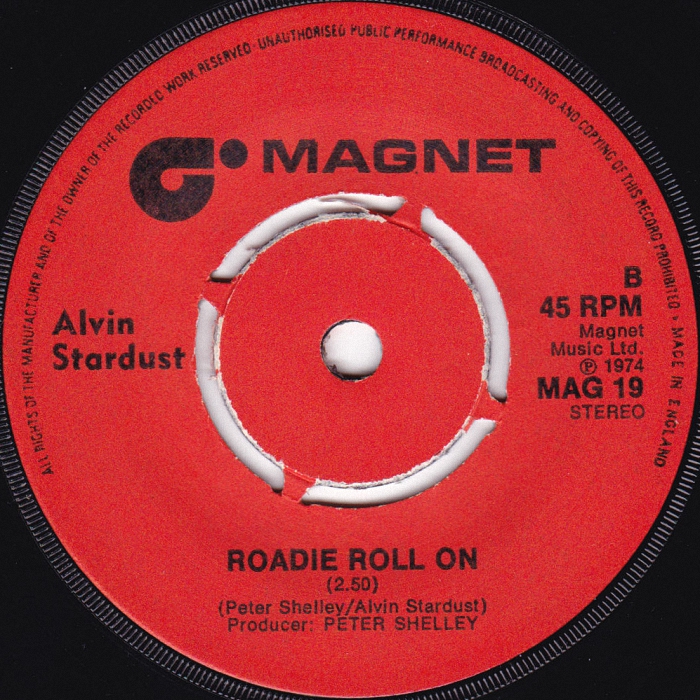 ALL RIGHTS OF THE MANUFACTURER AND OF THE OWNER OF THE RECORDED WORK RESERVED · UNAUTHORISED PUBLIC PERFORMANCE BROADCASTING AND COPYING OF THIS RECORD PROHIBITED · MADE IN ENGLAND
MAGNET
Alvin
Stardust
B
45 RPM
Magnet
Music Ltd.
Ⓟ 1974
MAG 19
STEREO
ROADIE ROLL ON
(2.50)
(Peter Shelley/Alvin Stardust)
Producer: PETER SHELLEY